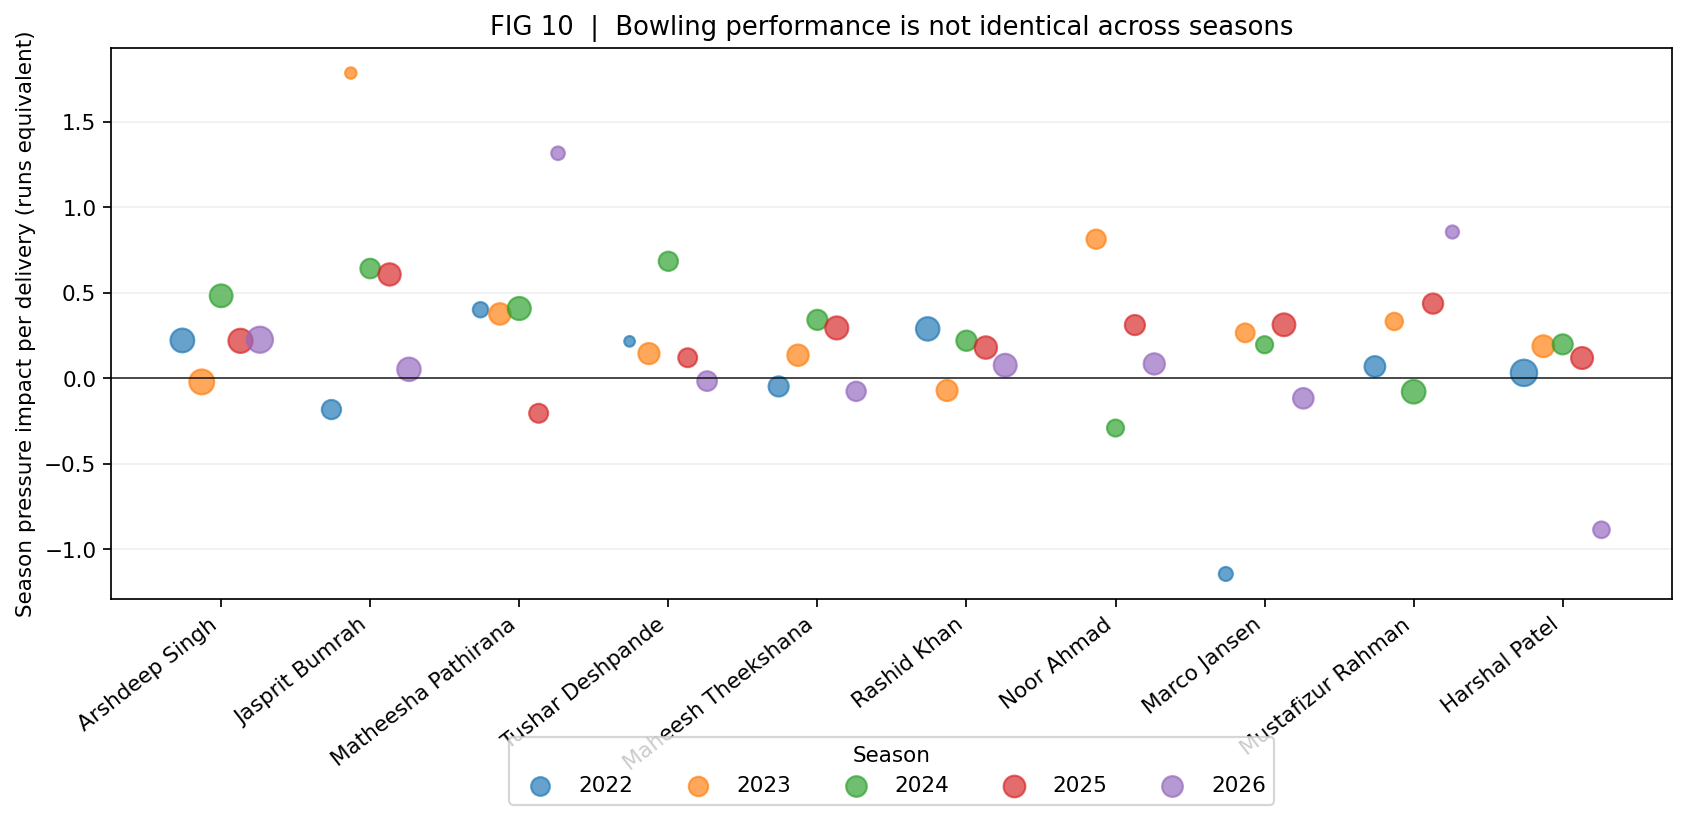 FIG 10 | Bowling performance is not identical across seasons
Season pressure impact per delivery (runs equivalent)
1.5
1.0
0.5
0.0
−0.5
−1.0
Arshdeep Singh
Jasprit Bumrah
Matheesha Pathirana
Tushar Deshpande
Maheesh Theekshana
Rashid Khan
Noor Ahmad
Marco Jansen
Mustafizur Rahman
Harshal Patel
Season
2022 2023 2024 2025 2026